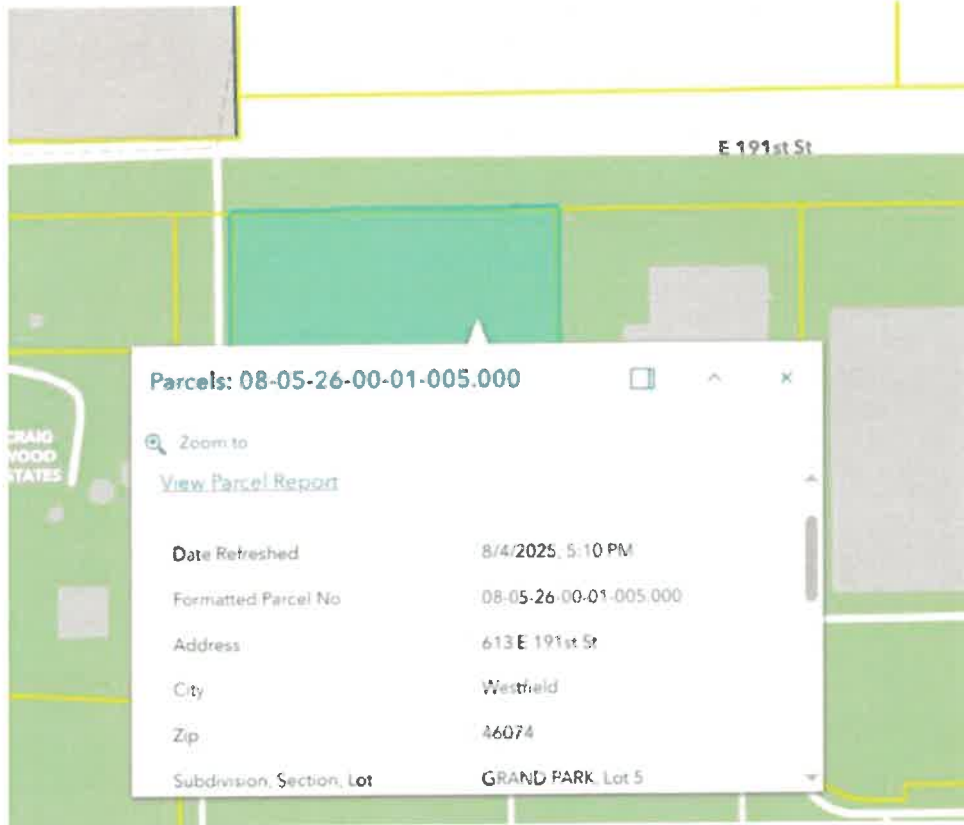 E 191st St
Parcels: 08-05-26-00-01-005.000
Zoom to
View Parcel Report
Date Refreshed 8/4/2025, 5:10 PM
Formatted Parcel No 08-05-26-00-01-005.000
Address 613 E 191st St
City Westfield
Zip 46074
Subdivision, Section, Lot GRAND PARK, Lot 5
CRAIG
WOOD
STATES